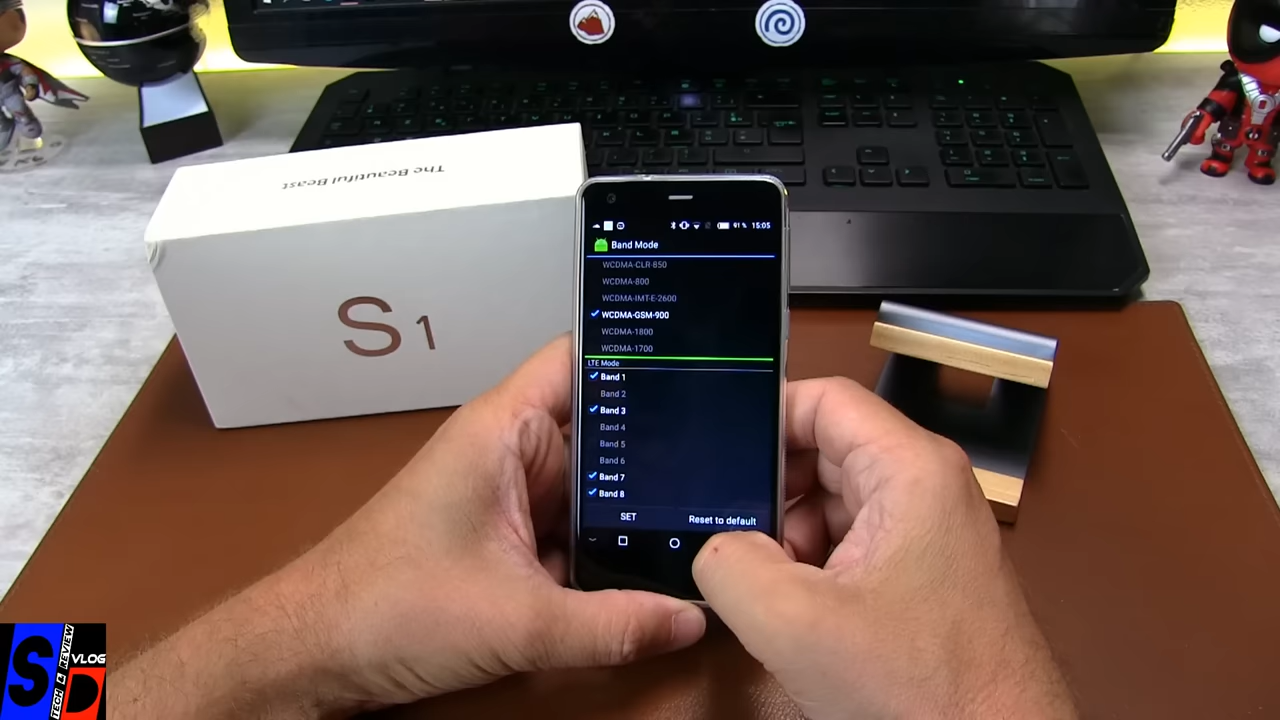 The Beautiful Beast
S1
91% 15:05
Band Mode
WCDMA-CLR-850
WCDMA-800
WCDMA-IMT-E-2600
WCDMA-GSM-900
WCDMA-1800
WCDMA-1700
LTE Mode
Band 1
Band 2
Band 3
Band 4
Band 5
Band 6
Band 7
Band 8
SET Reset to default
SD
TECH & REVIEW
VLOG